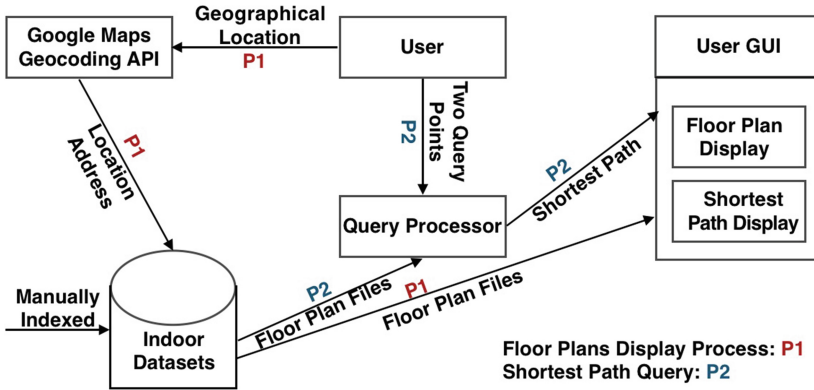 Google Maps
Geocoding API
Geographical
Location
P1
User
User GUI
P1
Location
Address
Two Query
Points
P2
P2
Shortest Path
Floor Plan
Display
Shortest
Path Display
Query Processor
Manually
Indexed
Indoor
Datasets
P2
Floor Plan Files
P1
Floor Plan Files
Floor Plans Display Process: P1
Shortest Path Query: P2